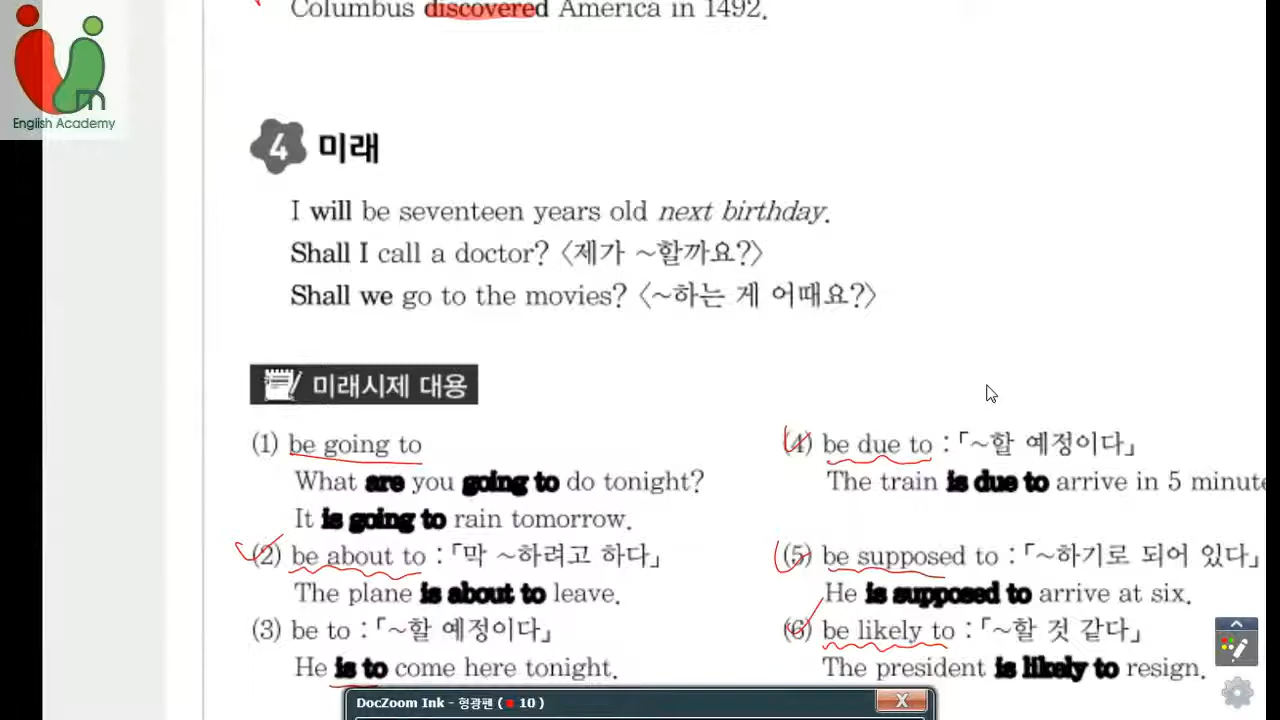 Columbus discovered America in 1492.
English Academy
4 미래
I will be seventeen years old next birthday.
Shall I call a doctor? 〈제가 ~할까요?〉
Shall we go to the movies? 〈~하는 게 어때요?〉
미래시제 대용
(1) be going to
What are you going to do tonight?
It is going to rain tomorrow.
(2) be about to :「막 ~하려고 하다」
The plane is about to leave.
(3) be to :「~할 예정이다」
He is to come here tonight.
(4) be due to :「~할 예정이다」
The train is due to arrive in 5 minute
(5) be supposed to :「~하기로 되어 있다」
He is supposed to arrive at six.
(6) be likely to :「~할 것 같다」
The president is likely to resign.
DocZoom Ink - 형광펜 ( 10 )